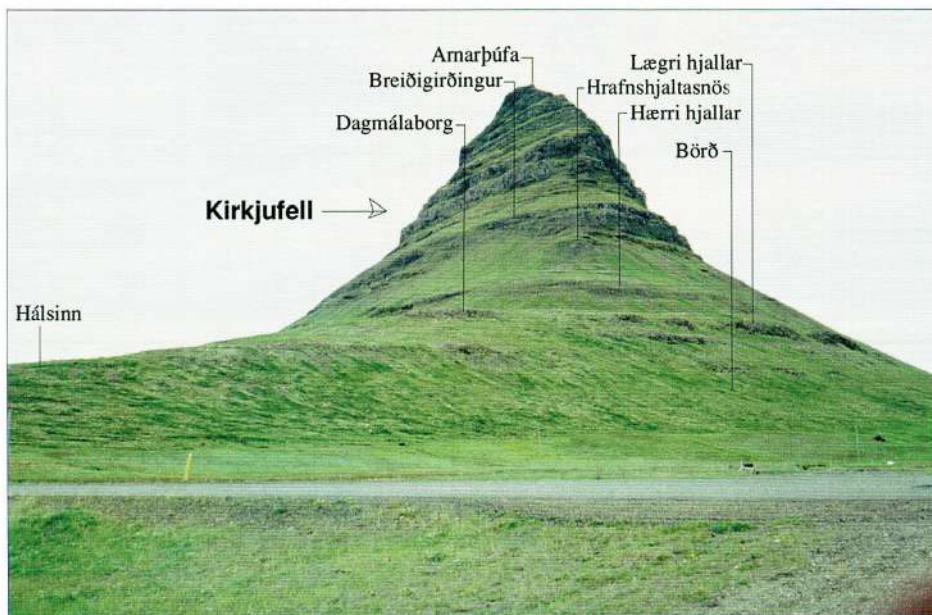 Arnarþúfa
Breiðigirðingur
Dagmálaborg
Lægri hjallar
Hrafnshjaltasnös
Hærri hjallar
Börð
Kirkjufell
Hálsinn